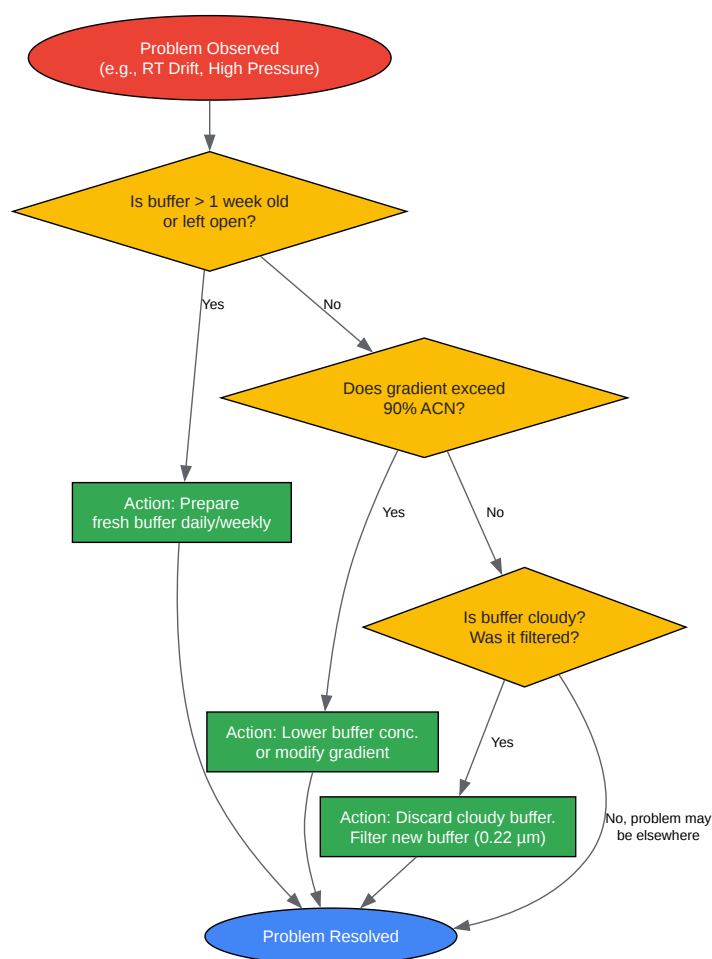 Problem Observed
(e.g., RT Drift, High Pressure)
Is buffer > 1 week old
or left open?
Yes
No
Does gradient exceed
90% ACN?
Action: Prepare
fresh buffer daily/weekly
Yes
No
Is buffer cloudy?
Was it filtered?
Action: Lower buffer conc.
or modify gradient
Yes
Action: Discard cloudy buffer.
Filter new buffer (0.22 µm)
No, problem may
be elsewhere
Problem Resolved